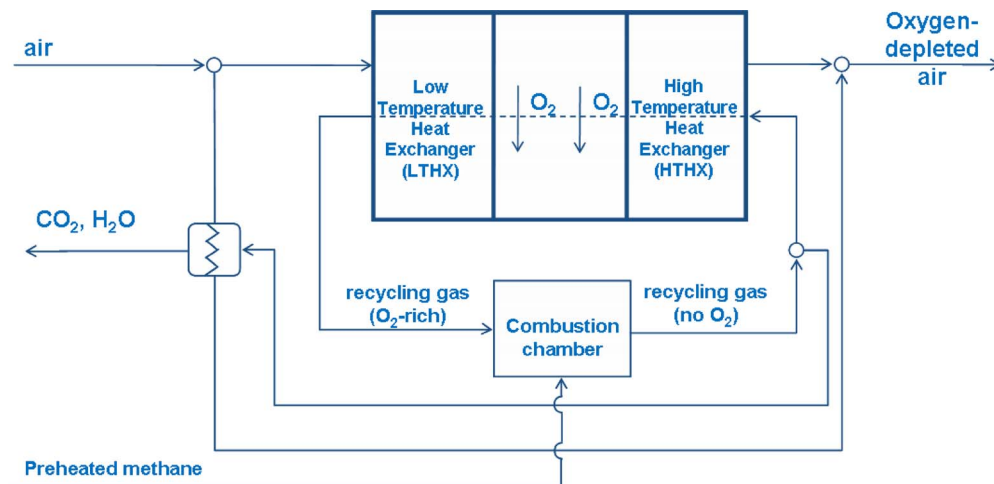 air
Oxygen-
depleted
air
Low
Temperature
Heat
Exchanger
(LTHX)
O₂
O₂
High
Temperature
Heat
Exchanger
(HTHX)
CO₂, H₂O
recycling gas
(O₂-rich)
Combustion
chamber
recycling gas
(no O₂)
Preheated methane